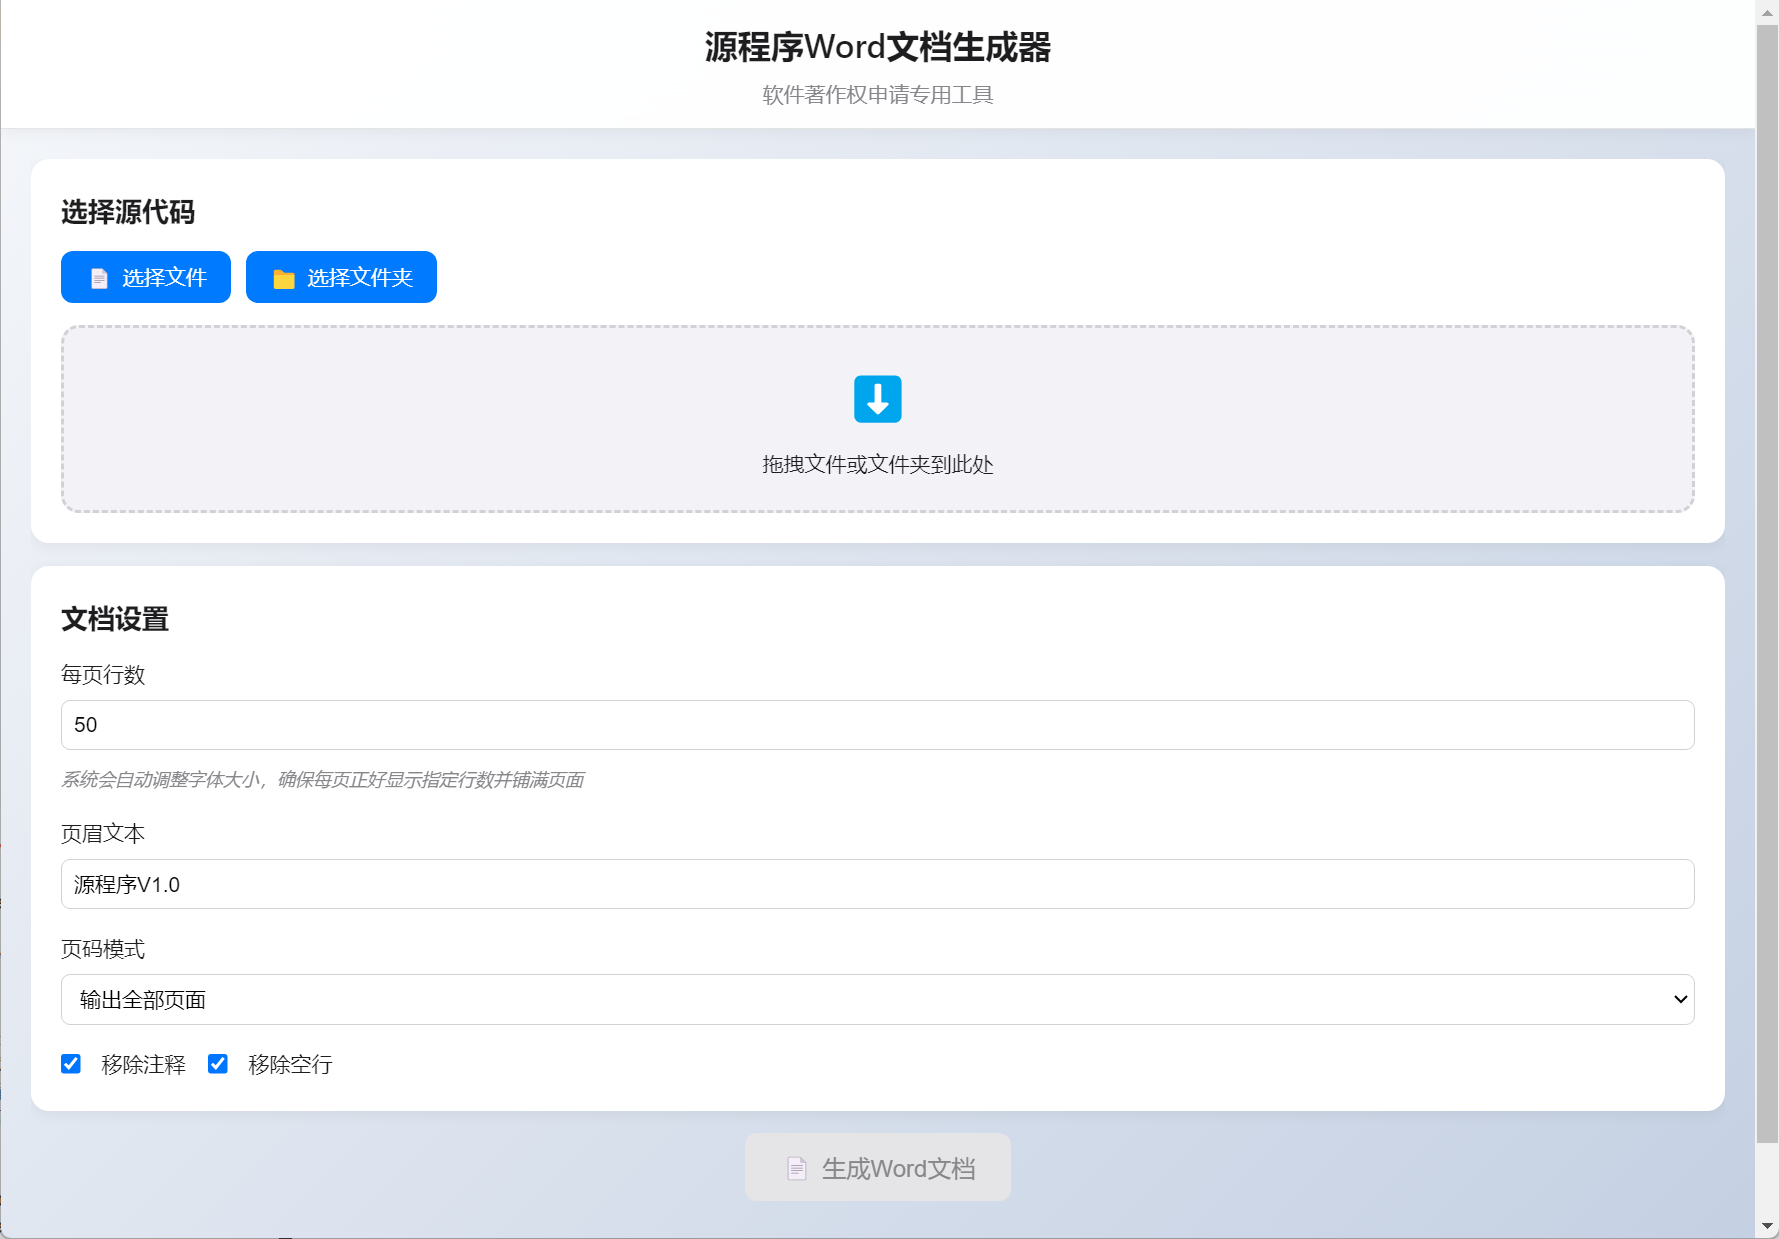 源程序Word文档生成器
软件著作权申请专用工具
选择源代码
选择文件 选择文件夹
拖拽文件或文件夹到此处
文档设置
每页行数
50
系统会自动调整字体大小，确保每页正好显示指定行数并铺满页面
页眉文本
源程序V1.0
页码模式
输出全部页面
移除注释 移除空行
生成Word文档